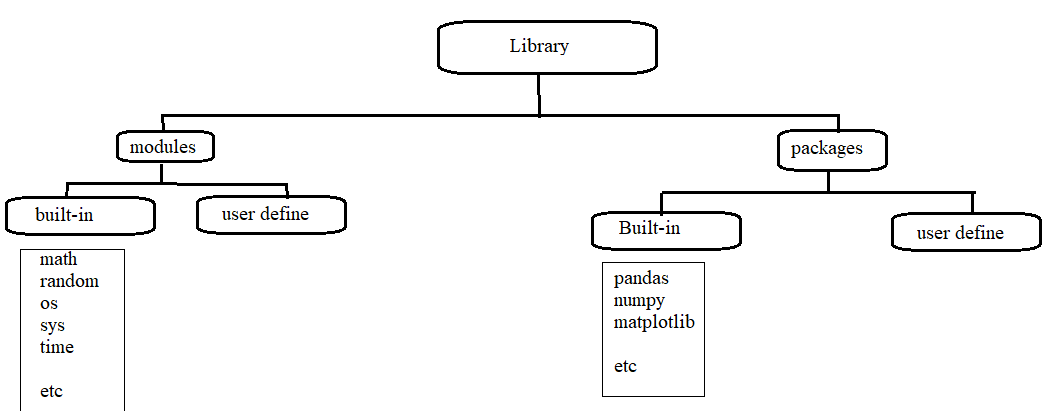 Library
modules
packages
built-in
user define
Built-in
user define
math
random
os
sys
time
etc
pandas
numpy
matplotlib
etc